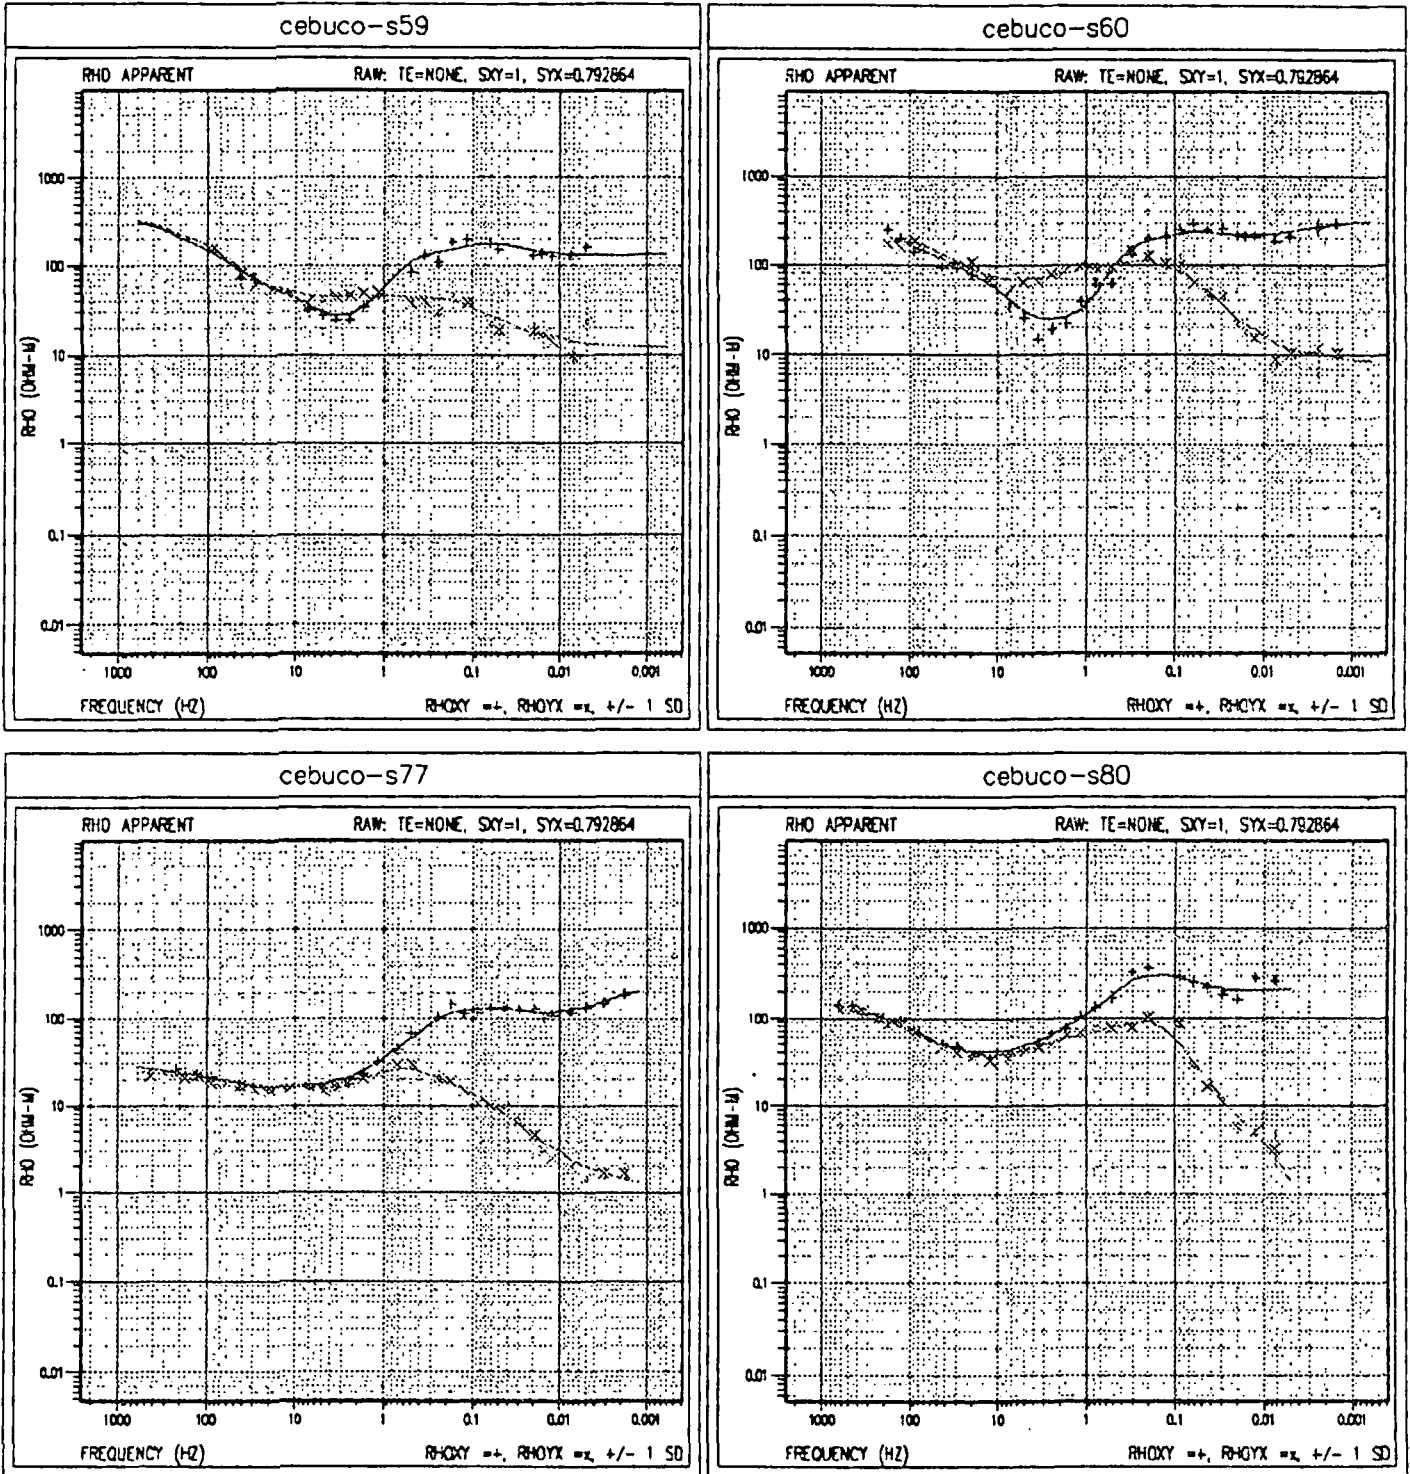 cebuco-s59
RHO APPARENT RAW: TE=NONE, SXY=1, SYX=0.792864
RHO (OHM-M)
1000
100
10
1
0.1
0.01
1000 100 10 1 0.1 0.01 0.001
FREQUENCY (HZ) RHOXY =+, RHOYX =x, +/- 1 SD
cebuco-s60
RHO APPARENT RAW: TE=NONE, SXY=1, SYX=0.792864
RHO (OHM-M)
1000
100
10
1
0.1
0.01
1000 100 10 1 0.1 0.01 0.001
FREQUENCY (HZ) RHOXY =+, RHOYX =x, +/- 1 SD
cebuco-s77
RHO APPARENT RAW: TE=NONE, SXY=1, SYX=0.792864
RHO (OHM-M)
1000
100
10
1
0.1
0.01
1000 100 10 1 0.1 0.01 0.001
FREQUENCY (HZ) RHOXY =+, RHOYX =x, +/- 1 SD
cebuco-s80
RHO APPARENT RAW: TE=NONE, SXY=1, SYX=0.792864
RHO (OHM-M)
1000
100
10
1
0.1
0.01
1000 100 10 1 0.1 0.01 0.001
FREQUENCY (HZ) RHOXY =+, RHOYX =x, +/- 1 SD